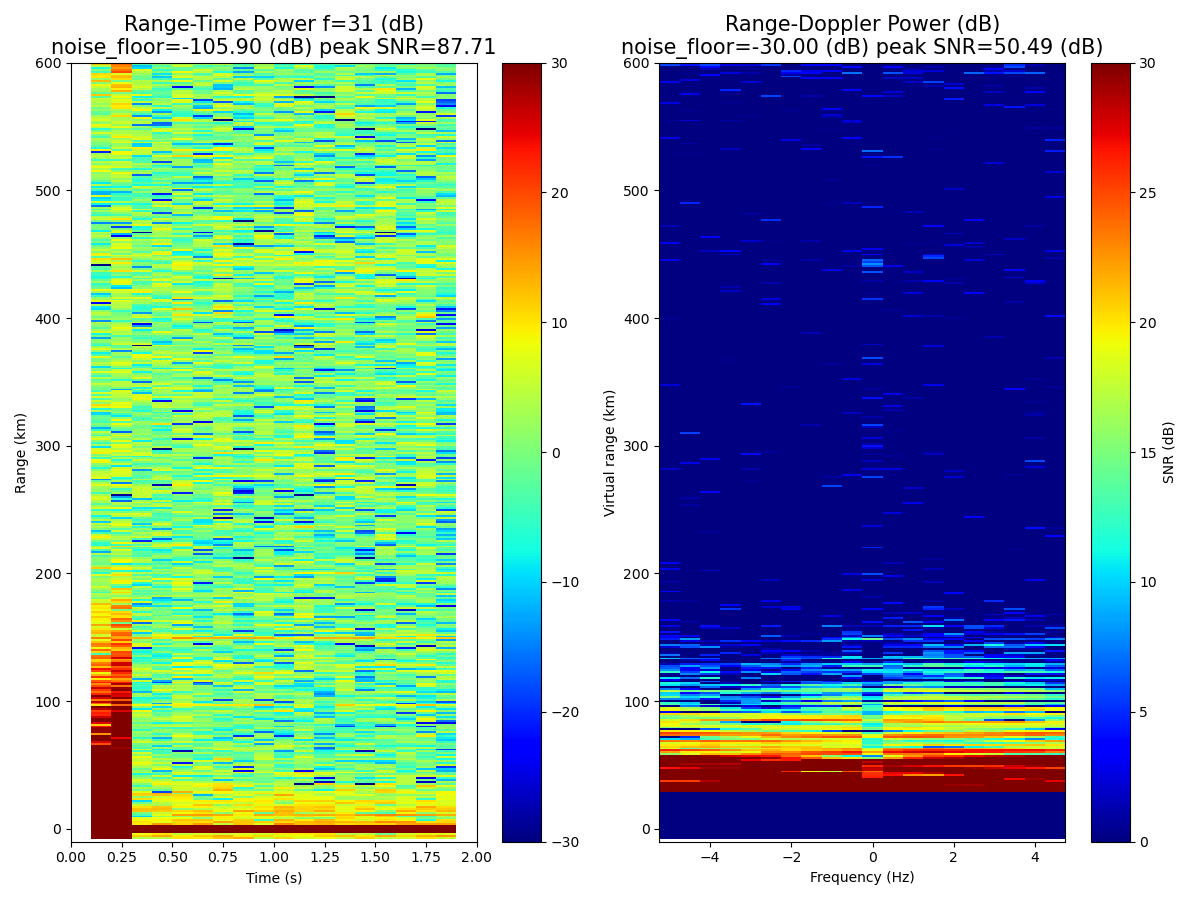 Range-Time Power f=31 (dB)
noise_floor=-105.90 (dB) peak SNR=87.71
Range (km)
600
500
400
300
200
100
0
0.00 0.25 0.50 0.75 1.00 1.25 1.50 1.75 2.00
Time (s)
30
20
10
0
−10
−20
−30
Range-Doppler Power (dB)
noise_floor=-30.00 (dB) peak SNR=50.49 (dB)
Virtual range (km)
600
500
400
300
200
100
0
−4 −2 0 2 4
Frequency (Hz)
30
25
20
15
10
5
0
SNR (dB)